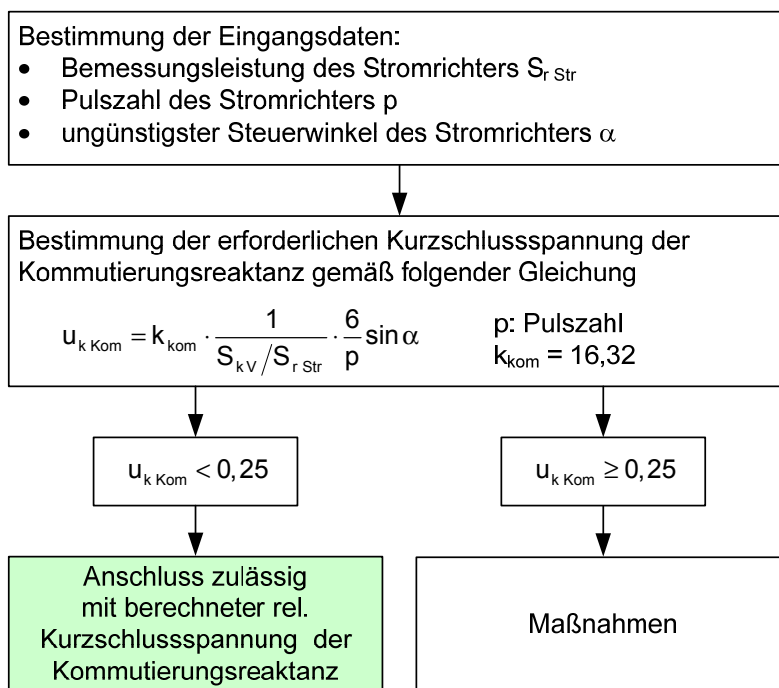 Bestimmung der Eingangsdaten:
• Bemessungsleistung des Stromrichters S_r Str
• Pulszahl des Stromrichters p
• ungünstigster Steuerwinkel des Stromrichters α
Bestimmung der erforderlichen Kurzschlussspannung der
Kommutierungsreaktanz gemäß folgender Gleichung
u_k Kom = k_kom · 1/(S_k V/S_r Str) · 6/p sin α
p: Pulszahl
k_kom = 16,32
u_k Kom < 0,25
u_k Kom ≥ 0,25
Anschluss zulässig
mit berechneter rel.
Kurzschlussspannung der
Kommutierungsreaktanz
Maßnahmen